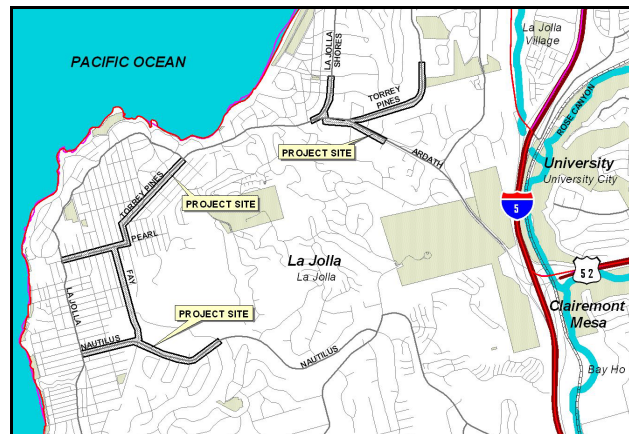 La Jolla
Village
PACIFIC OCEAN
LA JOLLA
SHORES
TORREY
PINES
ROSE CANYON
PROJECT SITE
ARDATH
University
University City
TORREY PINES
PROJECT SITE
5
PEARL
La Jolla
La Jolla
52
FAY
LA JOLLA
PROJECT SITE
Clairemont
Mesa
NAUTILUS
NAUTILUS
Bay Ho